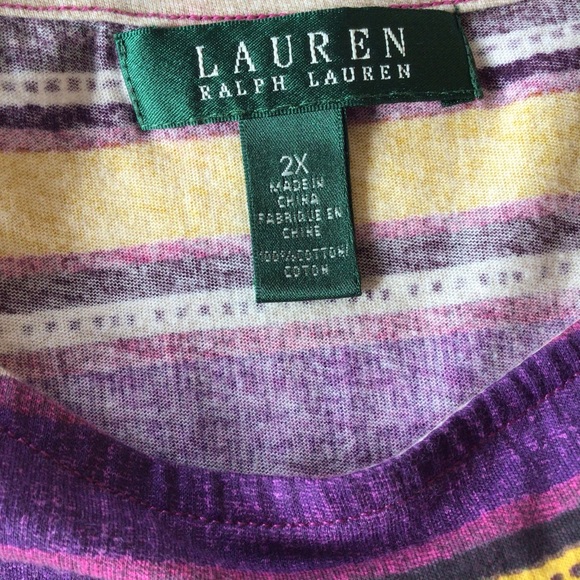 LAUREN
RALPH LAUREN
2X
MADE IN
CHINA
FABRIQUE EN
CHINE
100% COTTON/
COTON